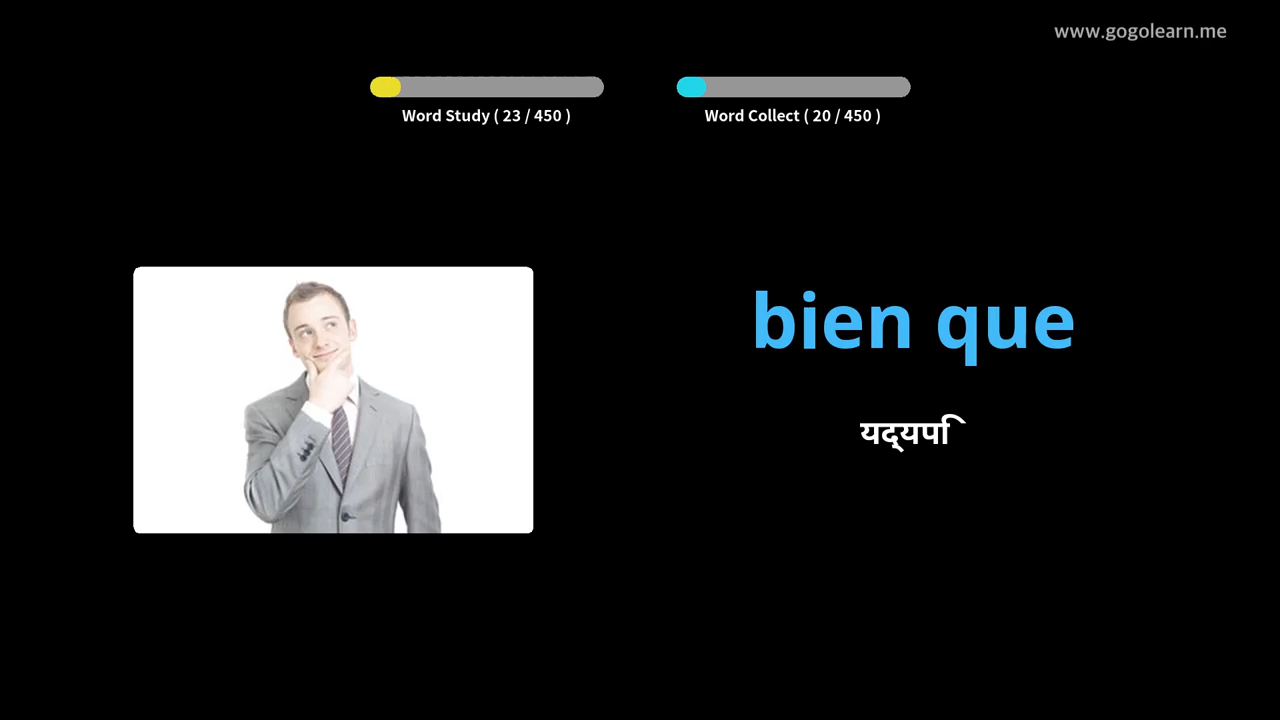 www.gogolearn.me
Word Study ( 23 / 450 )
Word Collect ( 20 / 450 )
bien que
यद्यपि